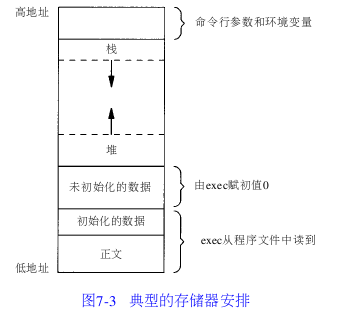 高地址
命令行参数和环境变量
栈
堆
未初始化的数据
由exec赋初值0
初始化的数据
exec从程序文件中读到
正文
低地址
图7-3 典型的存储器安排